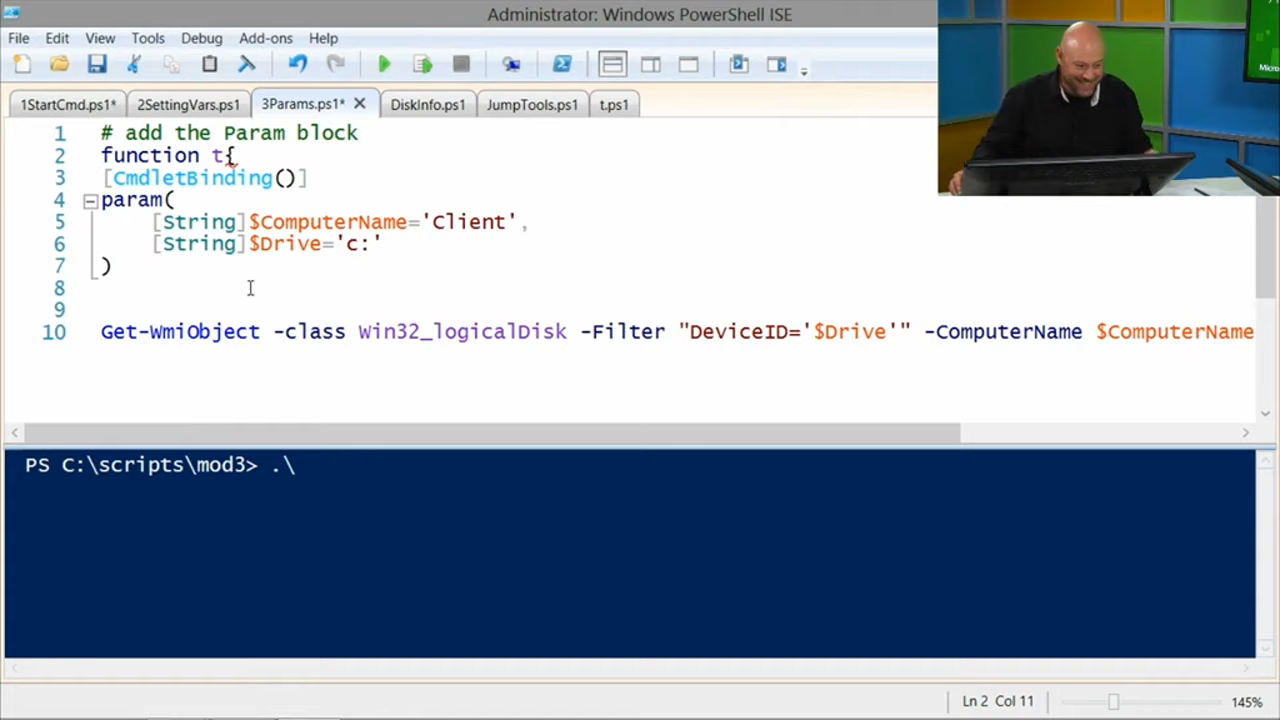 Administrator: Windows PowerShell ISE
File Edit View Tools Debug Add-ons Help
Micro
1StartCmd.ps1* 2SettingVars.ps1 3Params.ps1* DiskInfo.ps1 JumpTools.ps1 t.ps1
1 # add the Param block
2 function t{
3 [CmdletBinding()]
4 param(
5 [String]$ComputerName='Client',
6 [String]$Drive='c:'
7 )
8
9
10 Get-WmiObject -class Win32_logicalDisk -Filter "DeviceID='$Drive'" -ComputerName $ComputerName
PS C:\scripts\mod3> .\
Ln 2 Col 11 145%